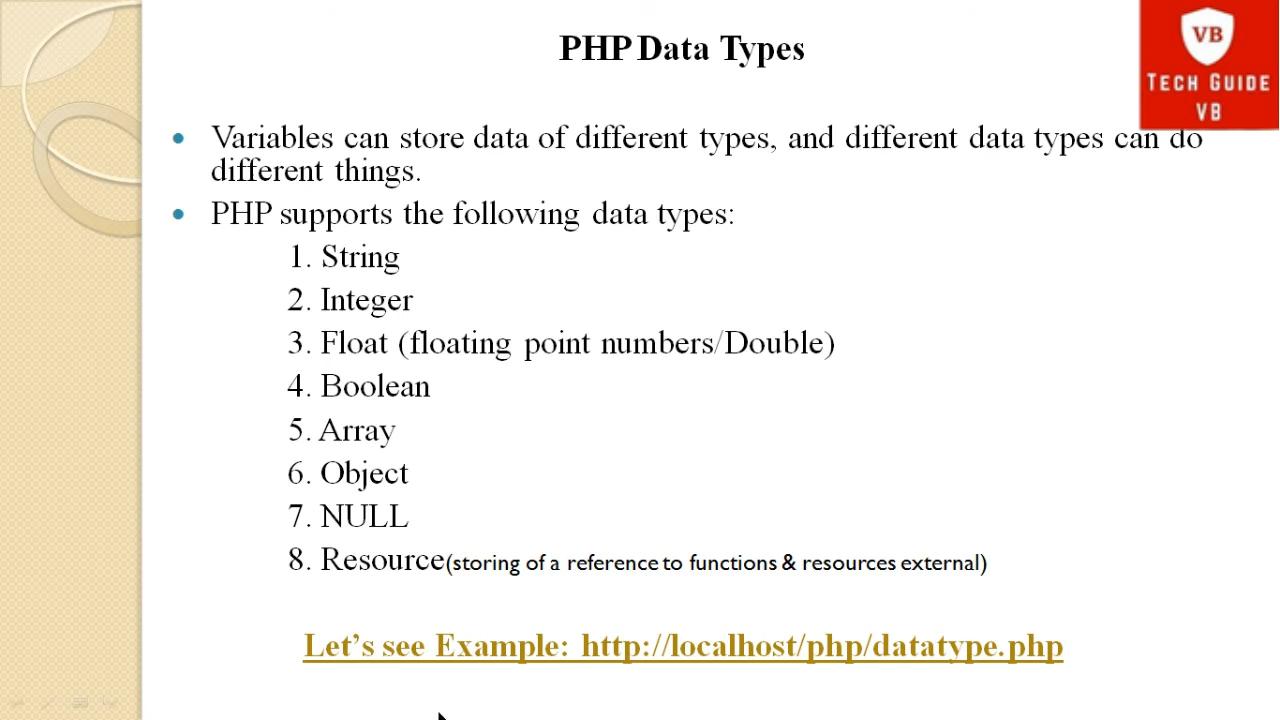 PHP Data Types
VB
TECH GUIDE
VB
Variables can store data of different types, and different data types can do
different things.
PHP supports the following data types:
1. String
2. Integer
3. Float (floating point numbers/Double)
4. Boolean
5. Array
6. Object
7. NULL
8. Resource(storing of a reference to functions & resources external)
Let's see Example: http://localhost/php/datatype.php